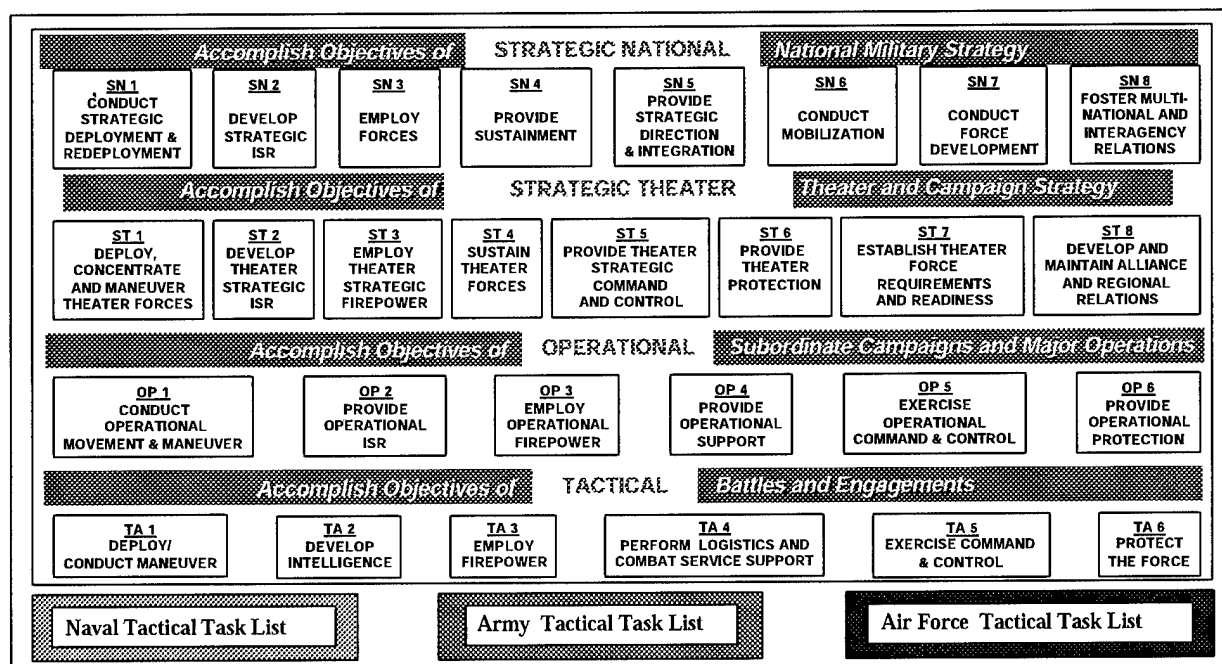 Accomplish Objectives of STRATEGIC NATIONAL National Military Strategy
SN 1
CONDUCT
STRATEGIC
DEPLOYMENT &
REDEPLOYMENT
SN 2
DEVELOP
STRATEGIC
ISR
SN 3
EMPLOY
FORCES
SN 4
PROVIDE
SUSTAINMENT
SN 5
PROVIDE
STRATEGIC
DIRECTION
& INTEGRATION
SN 6
CONDUCT
MOBILIZATION
SN 7
CONDUCT
FORCE
DEVELOPMENT
SN 8
FOSTER MULTI-
NATIONAL AND
INTERAGENCY
RELATIONS
Accomplish Objectives of STRATEGIC THEATER Theater and Campaign Strategy
ST 1
DEPLOY,
CONCENTRATE
AND MANEUVER
THEATER FORCES
ST 2
DEVELOP
THEATER
STRATEGIC
ISR
ST 3
EMPLOY
THEATER
STRATEGIC
FIREPOWER
ST 4
SUSTAIN
THEATER
FORCES
ST 5
PROVIDE THEATER
STRATEGIC
COMMAND
AND CONTROL
ST 6
PROVIDE
THEATER
PROTECTION
ST 7
ESTABLISH THEATER
FORCE
REQUIREMENTS
AND READINESS
ST 8
DEVELOP AND
MAINTAIN ALLIANCE
AND REGIONAL
RELATIONS
Accomplish Objectives of OPERATIONAL Subordinate Campaigns and Major Operations
OP 1
CONDUCT
OPERATIONAL
MOVEMENT & MANEUVER
OP 2
PROVIDE
OPERATIONAL
ISR
OP 3
EMPLOY
OPERATIONAL
FIREPOWER
OP 4
PROVIDE
OPERATIONAL
SUPPORT
OP 5
EXERCISE
OPERATIONAL
COMMAND & CONTROL
OP 6
PROVIDE
OPERATIONAL
PROTECTION
Accomplish Objectives of TACTICAL Battles and Engagements
TA 1
DEPLOY/
CONDUCT MANEUVER
TA 2
DEVELOP
INTELLIGENCE
TA 3
EMPLOY
FIREPOWER
TA 4
PERFORM LOGISTICS AND
COMBAT SERVICE SUPPORT
TA 5
EXERCISE COMMAND
& CONTROL
TA 6
PROTECT
THE FORCE
Naval Tactical Task List
Army Tactical Task List
Air Force Tactical Task List